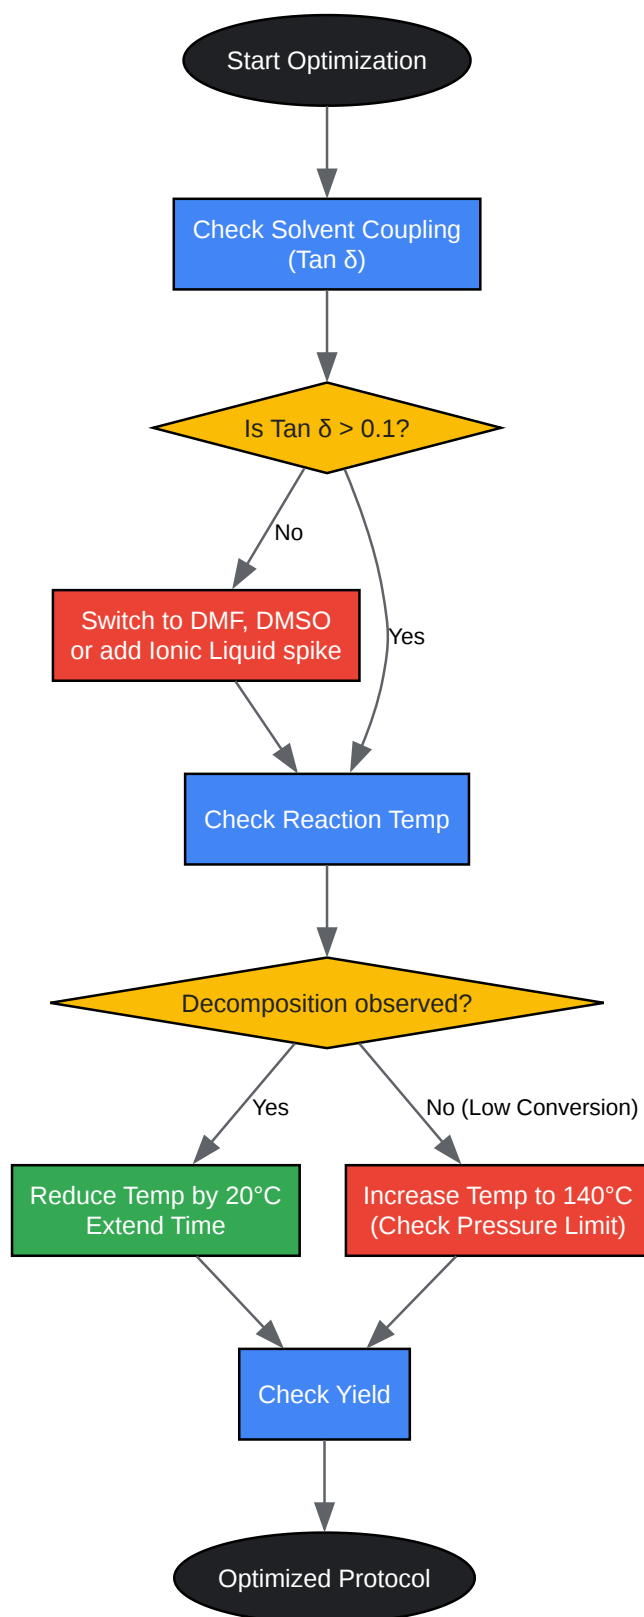 Start Optimization
Check Solvent Coupling
(Tan δ)
Is Tan δ > 0.1?
No
Switch to DMF, DMSO
or add Ionic Liquid spike
Yes
Check Reaction Temp
Decomposition observed?
Yes
No (Low Conversion)
Reduce Temp by 20°C
Extend Time
Increase Temp to 140°C
(Check Pressure Limit)
Check Yield
Optimized Protocol